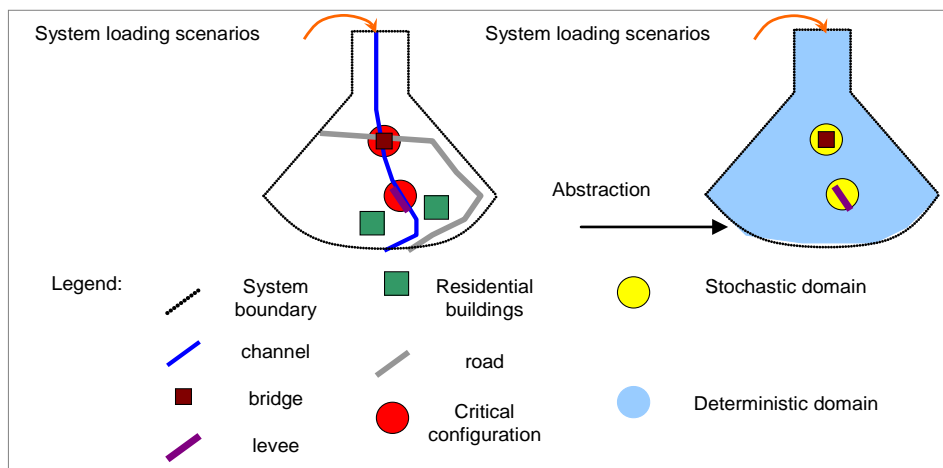 System loading scenarios
System loading scenarios
Abstraction
Legend:
System
boundary
channel
bridge
levee
Residential
buildings
road
Critical
configuration
Stochastic domain
Deterministic domain